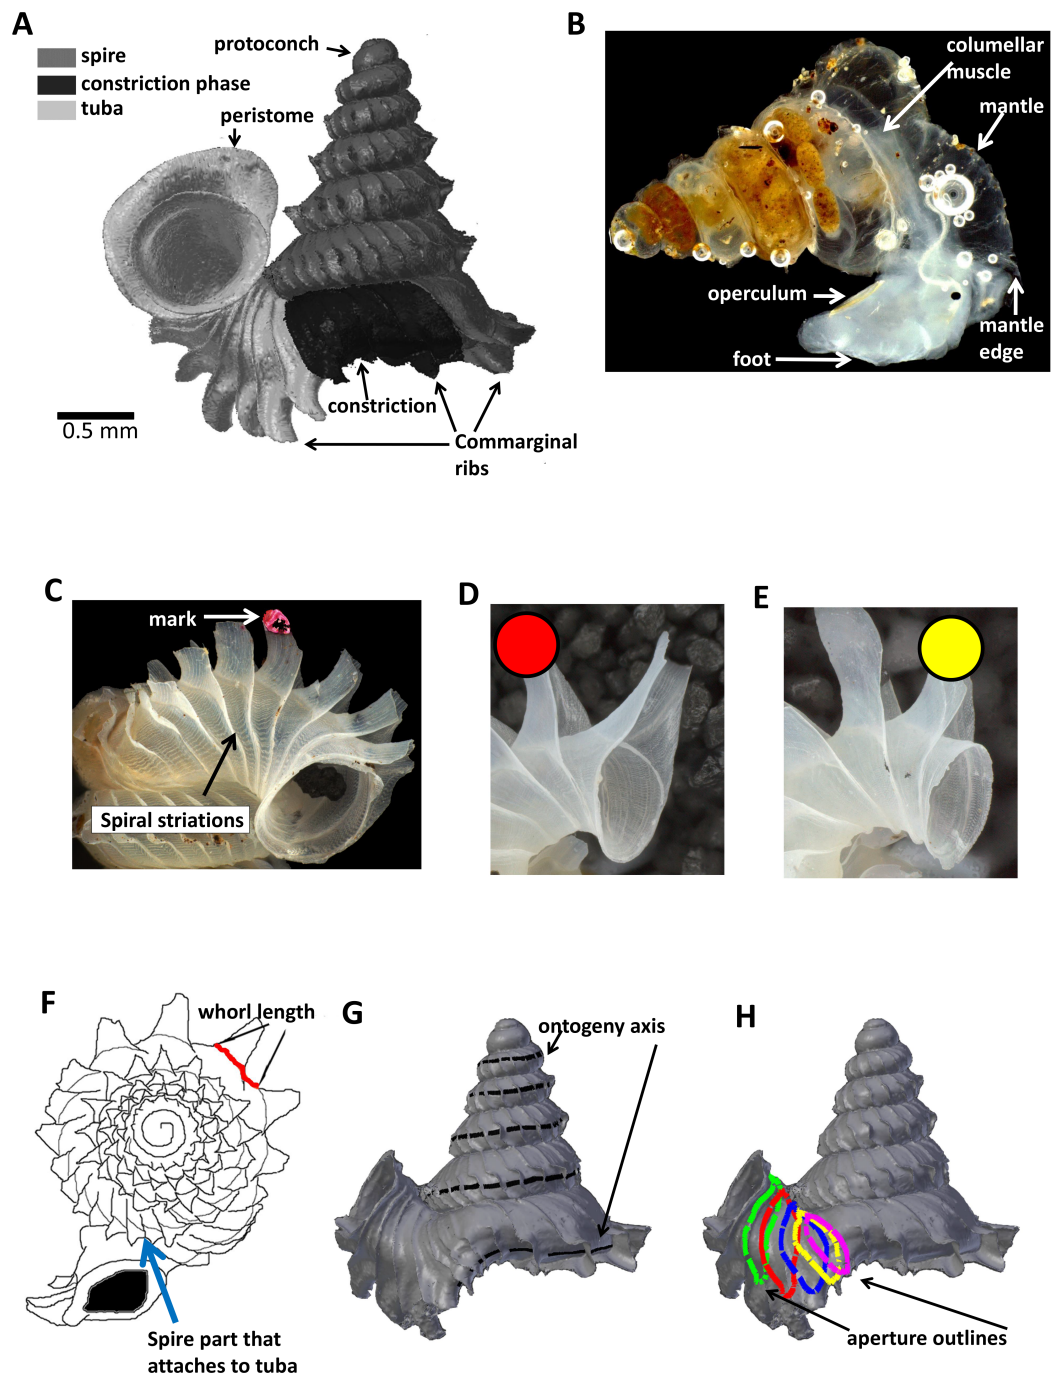 A
spire
constriction phase
tuba
protoconch
peristome
constriction
Commarginal
ribs
0.5 mm
B
columellar
muscle
mantle
operculum
foot
mantle
edge
C
mark
Spiral striations
D
E
F
whorl length
Spire part that
attaches to tuba
G
ontogeny axis
H
aperture outlines